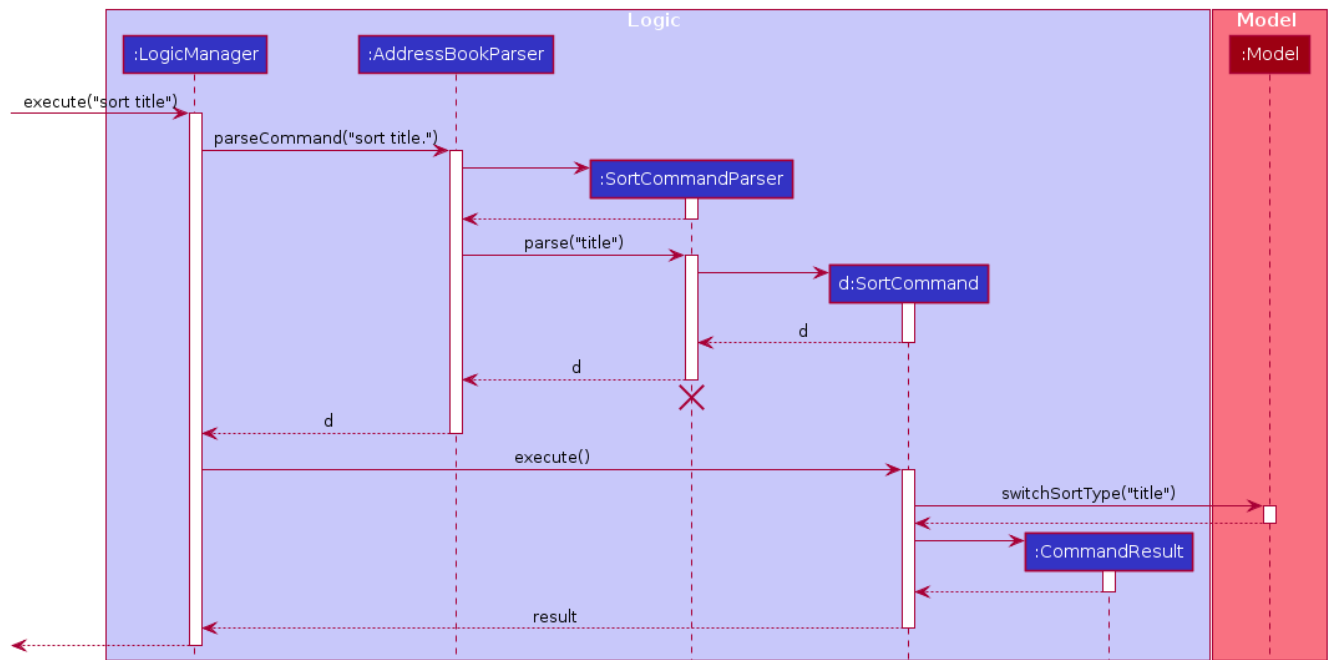 Logic
Model
:LogicManager
:AddressBookParser
:Model
execute("sort title")
parseCommand("sort title.")
:SortCommandParser
parse("title")
d:SortCommand
d
d
d
execute()
switchSortType("title")
:CommandResult
result